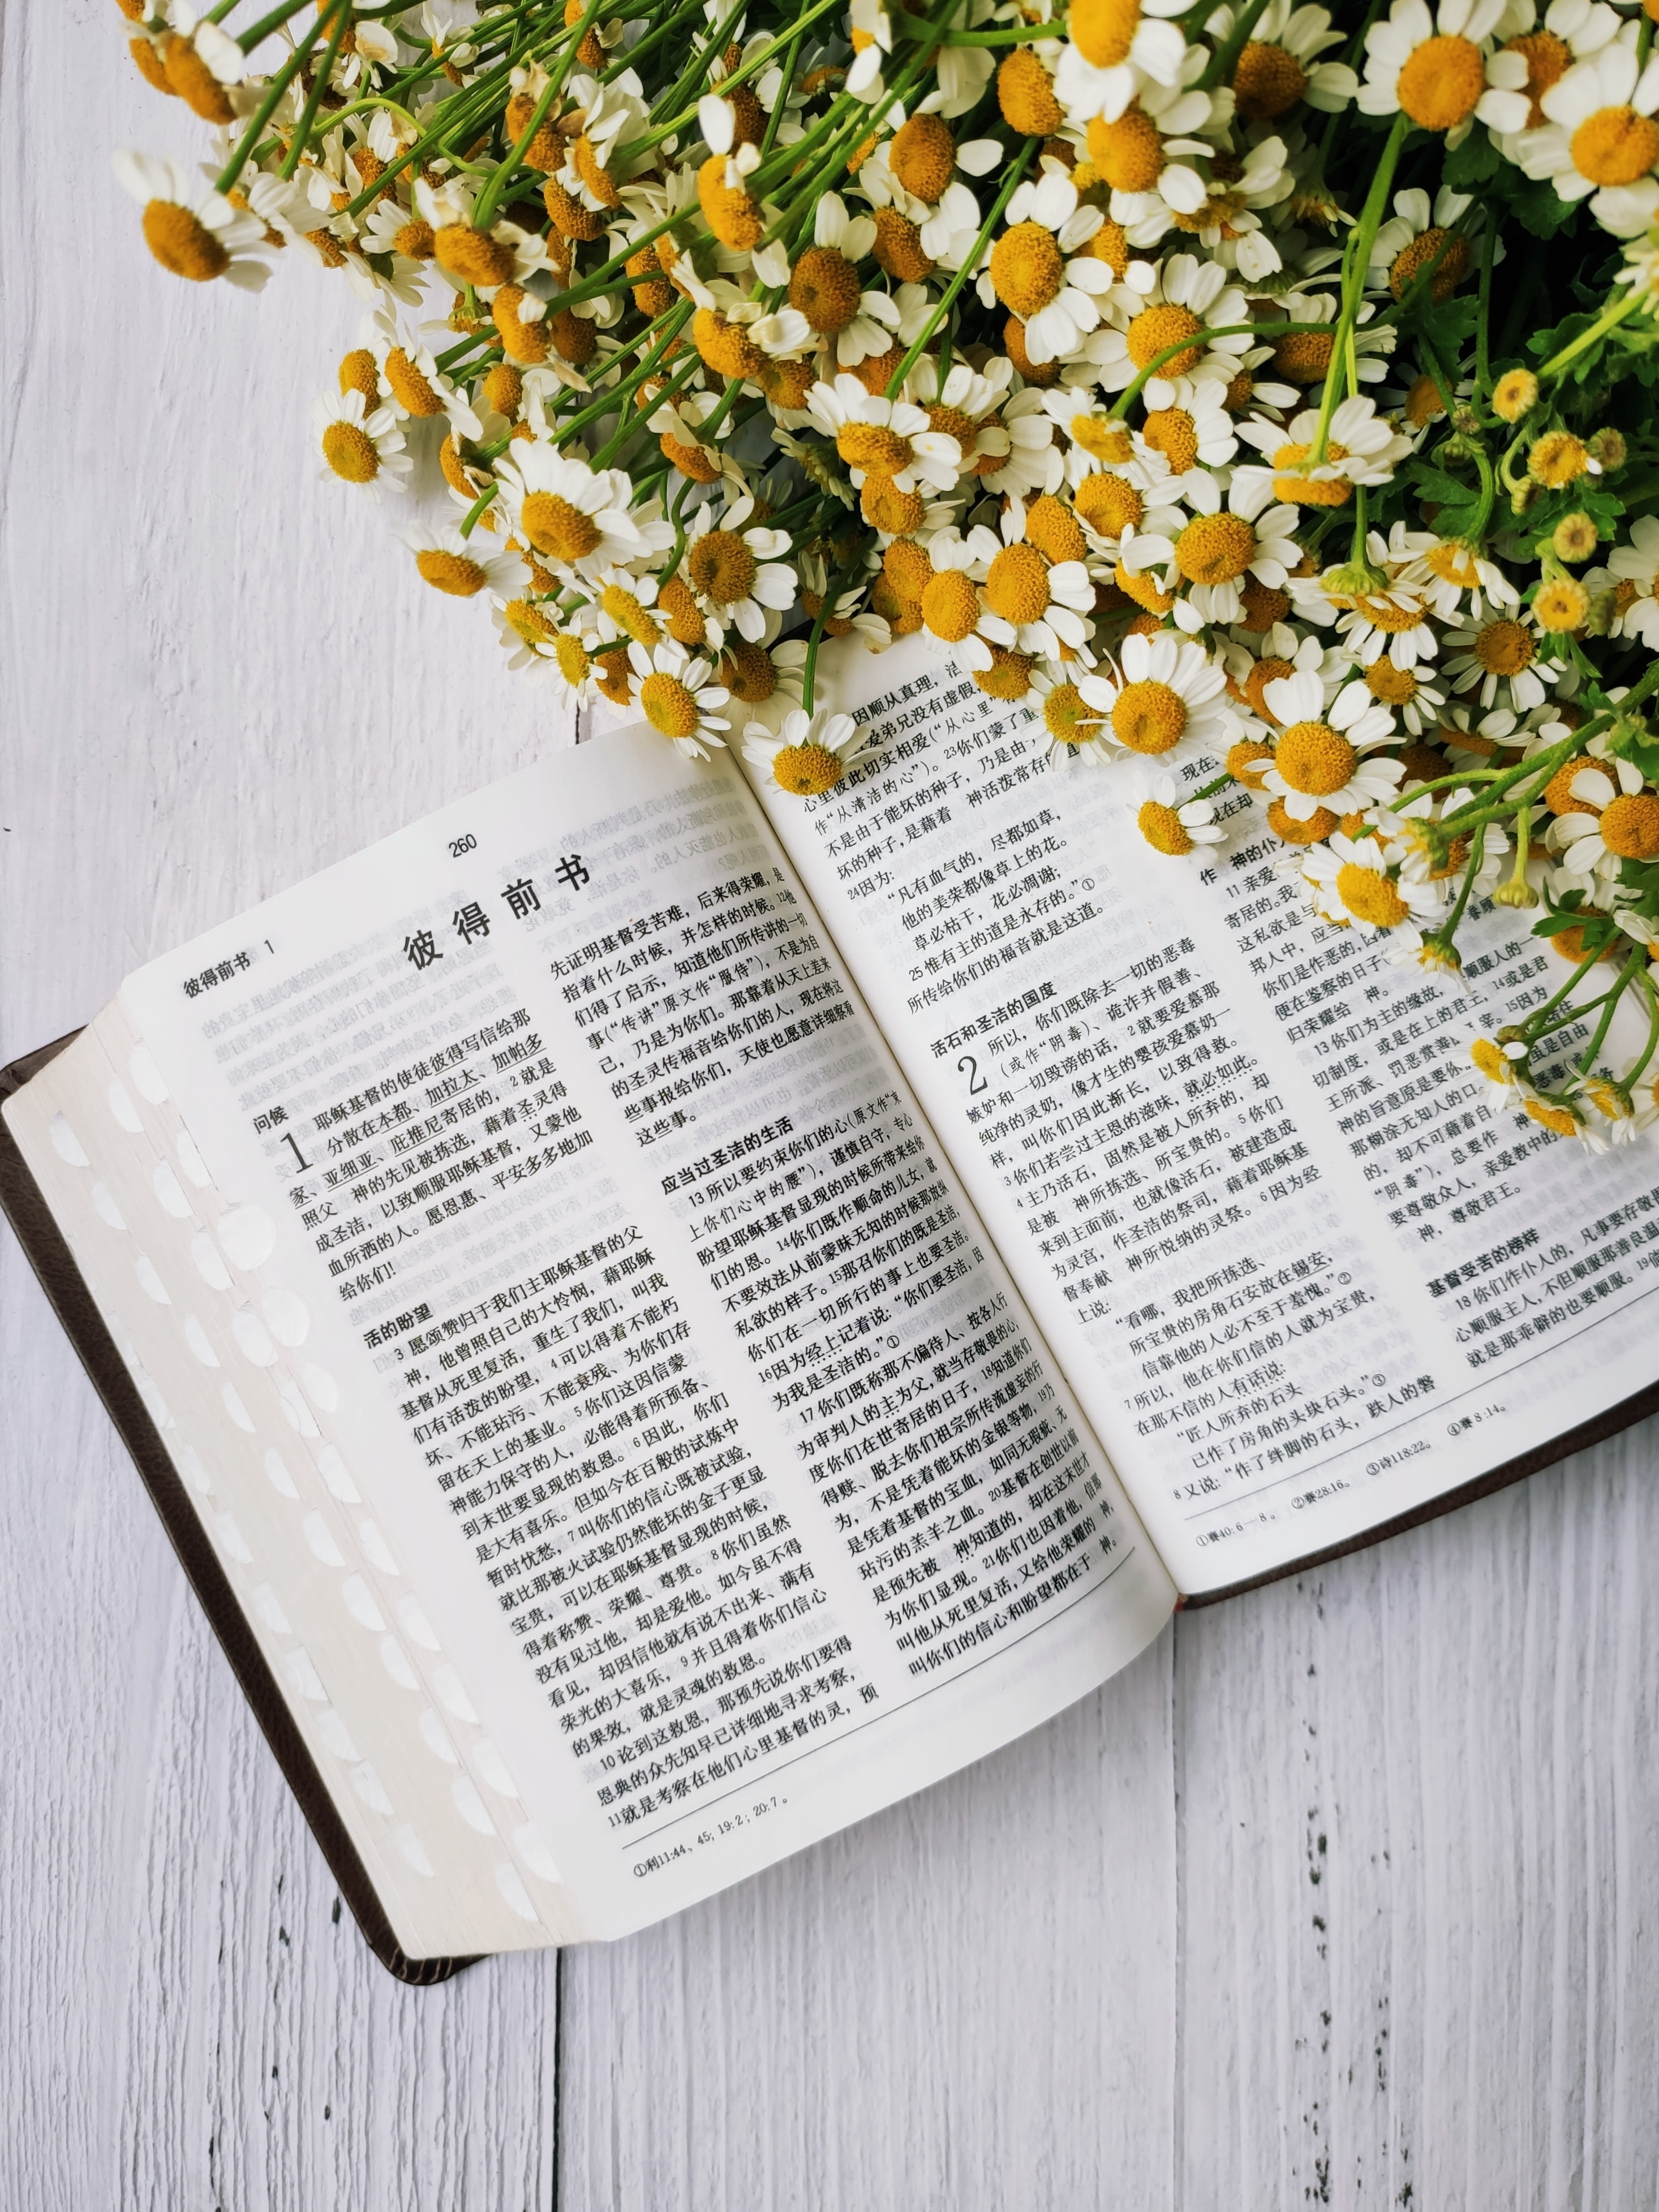 彼得前书 1
260
彼得前书
问候
1 耶稣基督的使徒彼得写信给那
分散在本都、加拉太、加帕多
家、亚细亚、庇推尼寄居的，2就是
照父 神的先见被拣选，藉着圣灵得
成圣洁，以致顺服耶稣基督，又蒙他
血所洒的人。愿恩惠、平安多多地加
给你们！
活的盼望
3 愿颂赞归于我们主耶稣基督的父
神，他曾照自己的大怜悯，藉耶稣
基督从死里复活，重生了我们，叫我
们有活泼的盼望，4可以得着不能朽
坏、不能玷污、不能衰残、为你们存
留在天上的基业。5你们这因信蒙
神能力保守的人，必能得着所预备、
到末世要显现的救恩。6因此，你们
是大有喜乐。但如今在百般的试炼中
暂时忧愁，7叫你们的信心既被试验，
就比那被火试验仍然能坏的金子更显
宝贵，可以在耶稣基督显现的时候，
得着称赞、荣耀、尊贵。8你们虽然
没有见过他，却是爱他。如今虽不得
看见，却因信他就有说不出来、满有
荣光的大喜乐，9并且得着你们信心
的果效，就是灵魂的救恩。
10 论到这救恩，那预先说你们要得
恩典的众先知早已详细地寻求考察，
11就是考察在他们心里基督的灵，预
先证明基督受苦难，后来得荣耀，是
指着什么时候，并怎样的时候。12他
们得了启示，知道他们所传讲的一切
事（“传讲”原文作“服侍”），不是为自
己，乃是为你们。那靠着从天上差来
的圣灵传福音给你们的人，现在将这
些事报给你们，天使也愿意详细察看
这些事。
应当过圣洁的生活
13 所以要约束你们的心（原文作“束
上你们心中的腰”），谨慎自守，专心
盼望耶稣基督显现的时候所带来给你
们的恩。14你们既作顺命的儿女，就
不要效法从前蒙昧无知的时候那放纵
私欲的样子。15那召你们的既是圣洁，
你们在一切所行的事上也要圣洁。
16因为经上记着说：“你们要圣洁，因
为我是圣洁的。”①
17 你们既称那不偏待人、按各人行
为审判人的主为父，就当存敬畏的心，
度你们在世寄居的日子，18知道你们
得赎，脱去你们祖宗所传流虚妄的行
为，不是凭着能坏的金银等物，19乃
是凭着基督的宝血，如同无瑕疵、无
玷污的羔羊之血。20基督在创世以前
是预先被 神知道的，却在这末世才
为你们显现。21你们也因着他，信那
叫他从死里复活，又给他荣耀的 神，
叫你们的信心和盼望都在于 神。
①利11:44、45；19:2；20:7。
因顺从真理，洁
爱弟兄没有虚假，
心里彼此切实相爱（“从心里”
作“从清洁的心”）。23你们蒙了重
不是由于能坏的种子，乃是由
坏的种子，是藉着 神活泼常存的
24因为：
“凡有血气的，尽都如草，
他的美荣都像草上的花。
草必枯干，花必凋谢；
25 惟有主的道是永存的。”①
所传给你们的福音就是这道。
活石和圣洁的国度
2 所以，你们既除去一切的恶毒
（或作“阴毒”）、诡诈并假善、
嫉妒和一切毁谤的话，2就要爱慕那
纯净的灵奶，像才生的婴孩爱慕奶一
样，叫你们因此渐长，以致得救。
3 你们若尝过主恩的滋味，就必如此。
4 主乃活石，固然是被人所弃的，却
是被 神所拣选、所宝贵的。5你们
来到主面前，也就像活石，被建造成
为灵宫，作圣洁的祭司，藉着耶稣基
督奉献 神所悦纳的灵祭。6因为经
上说：
“看哪，我把所拣选、
所宝贵的房角石安放在锡安，
信靠他的人必不至于羞愧。”②
7 所以，他在你们信的人就为宝贵，
在那不信的人有话说：
“匠人所弃的石头
已作了房角的头块石头。”③
8 又说：“作了绊脚的石头，跌人的磐
现在
现在却
作 神的仆人
11 亲爱
寄居的。我
这私欲是与
邦人中，应当
你们是作恶的，因看
便在鉴察的日子
归荣耀给 神。
顺服人的一
13 你们为主的缘故，
切制度，或是在上的君王，14或是君
王所派、罚恶赏善 宰。15因为
神的旨意原是要你
那糊涂无知人的口
的，却不可藉着自
“阴毒”），总要作 神
要尊敬众人，亲爱教中的
神，尊敬君王。
基督受苦的榜样
18 你们作仆人的，凡事要存敬畏
心顺服主人，不但顺服那善良温
就是那乖僻的也要顺服。19
①赛40:6—8。 ②赛28:16。 ③诗118:22。 ④赛8:14。